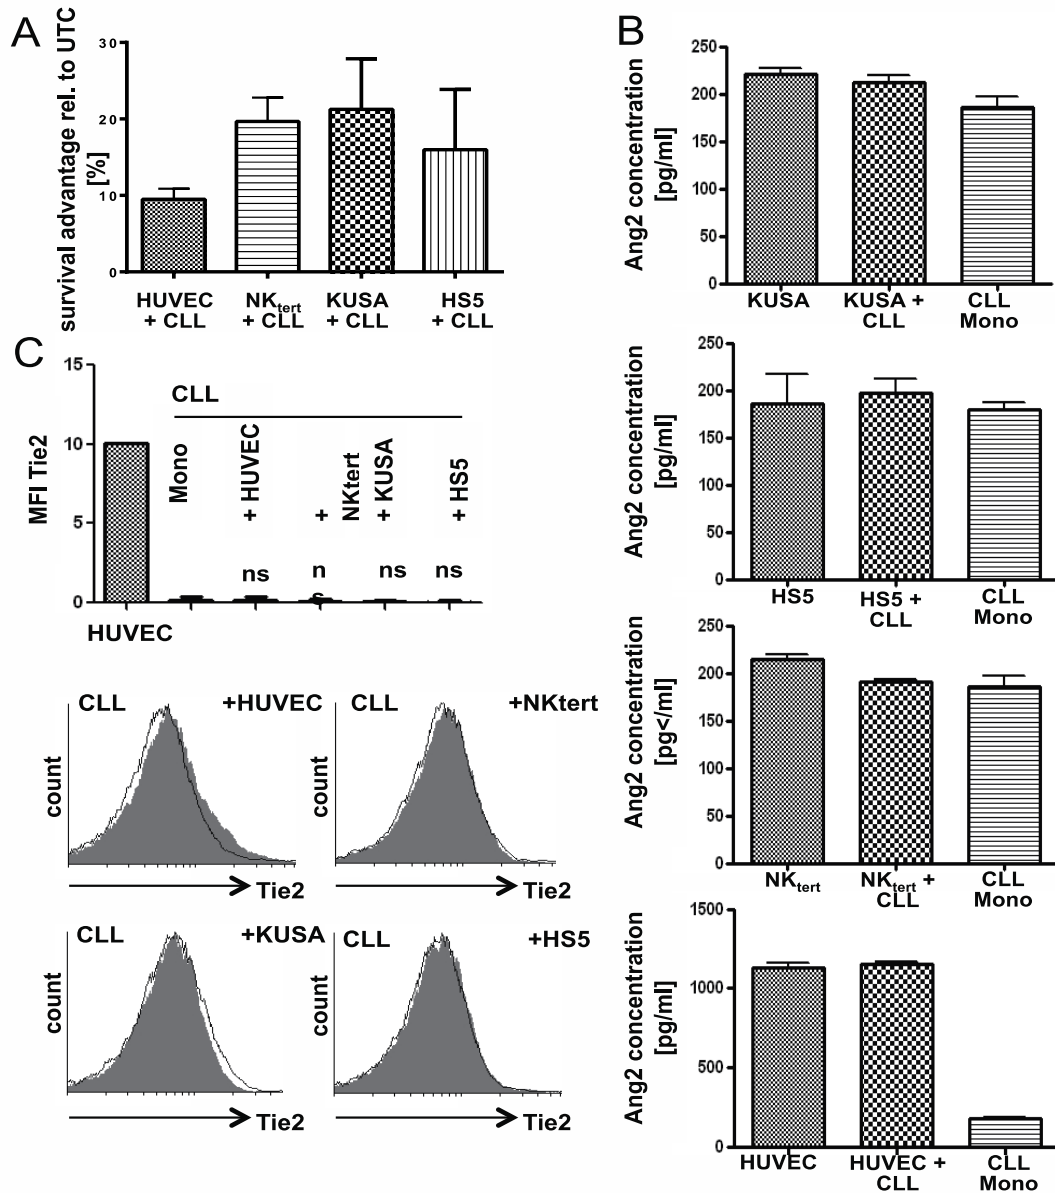 A
survival advantage rel. to UTC
[%]
30
20
10
0
HUVEC
+ CLL
NKtert
+ CLL
KUSA
+ CLL
HS5
+ CLL
B
Ang2 concentration
[pg/ml]
250
200
150
100
50
0
KUSA
KUSA +
CLL
CLL
Mono
Ang2 concentration
[pg/ml]
250
200
150
100
50
0
HS5
HS5 +
CLL
CLL
Mono
Ang2 concentration
[pg</ml]
250
200
150
100
50
0
NKtert
NKtert +
CLL
CLL
Mono
Ang2 concentration
[pg/ml]
1500
1000
500
0
HUVEC
HUVEC +
CLL
CLL
Mono
C
MFI Tie2
15
10
5
0
CLL
Mono
+ HUVEC
+
NKtert
+ KUSA
+ HS5
ns
n
s
ns
ns
HUVEC
CLL
+HUVEC
count
Tie2
CLL
+NKtert
count
Tie2
CLL
+KUSA
count
Tie2
CLL
+HS5
count
Tie2